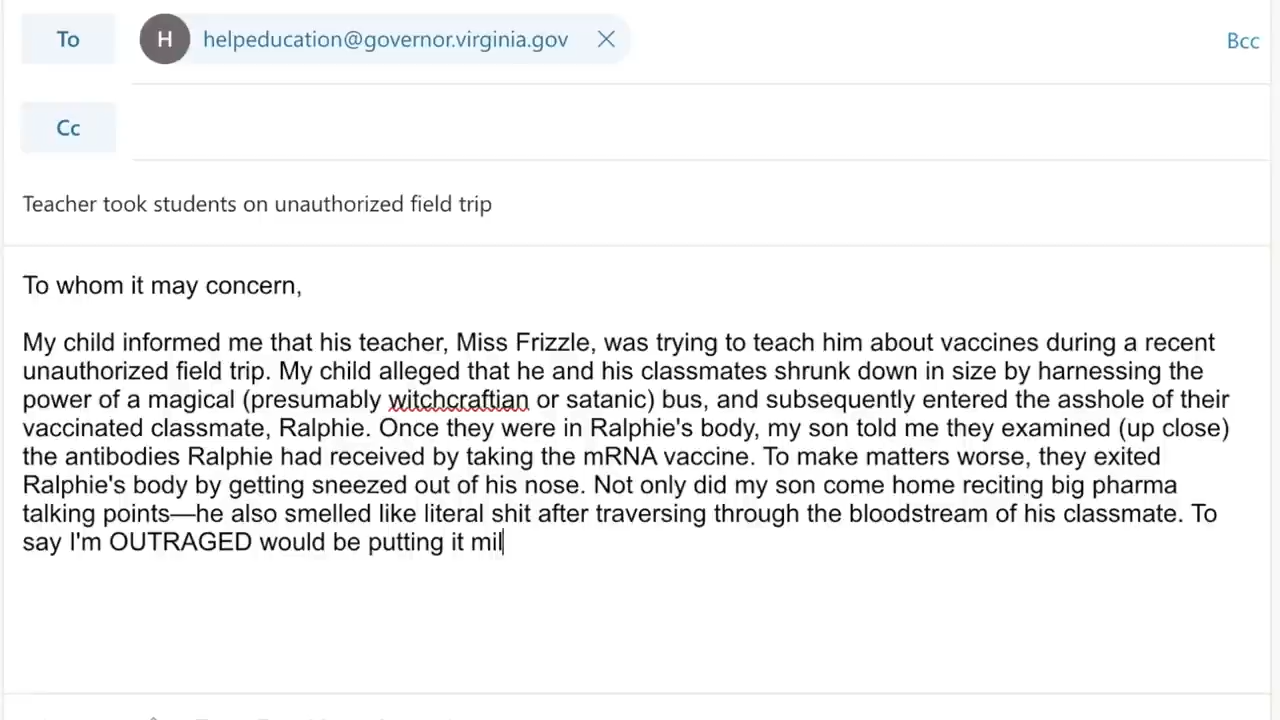 To
H
helpeducation@governor.virginia.gov
Bcc
Cc
Teacher took students on unauthorized field trip
To whom it may concern,
My child informed me that his teacher, Miss Frizzle, was trying to teach him about vaccines during a recent
unauthorized field trip. My child alleged that he and his classmates shrunk down in size by harnessing the
power of a magical (presumably witchcraftian or satanic) bus, and subsequently entered the asshole of their
vaccinated classmate, Ralphie. Once they were in Ralphie's body, my son told me they examined (up close)
the antibodies Ralphie had received by taking the mRNA vaccine. To make matters worse, they exited
Ralphie's body by getting sneezed out of his nose. Not only did my son come home reciting big pharma
talking points—he also smelled like literal shit after traversing through the bloodstream of his classmate. To
say I'm OUTRAGED would be putting it mil